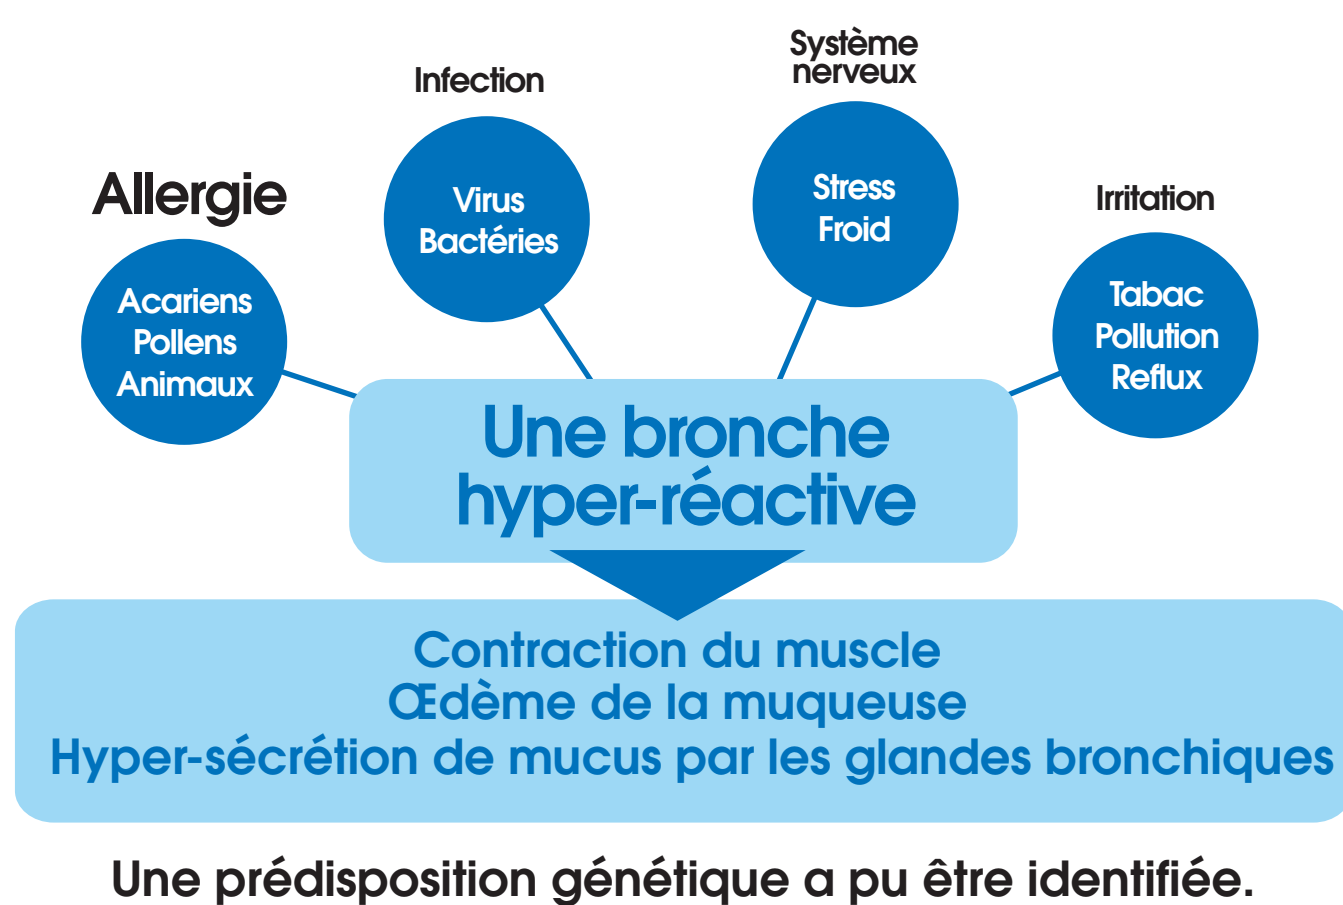 Allergie
Acariens
Pollens
Animaux
Infection
Virus
Bactéries
Système
nerveux
Stress
Froid
Irritation
Tabac
Pollution
Reflux
Une bronche
hyper-réactive
Contraction du muscle
Œdème de la muqueuse
Hyper-sécrétion de mucus par les glandes bronchiques
Une prédisposition génétique a pu être identifiée.